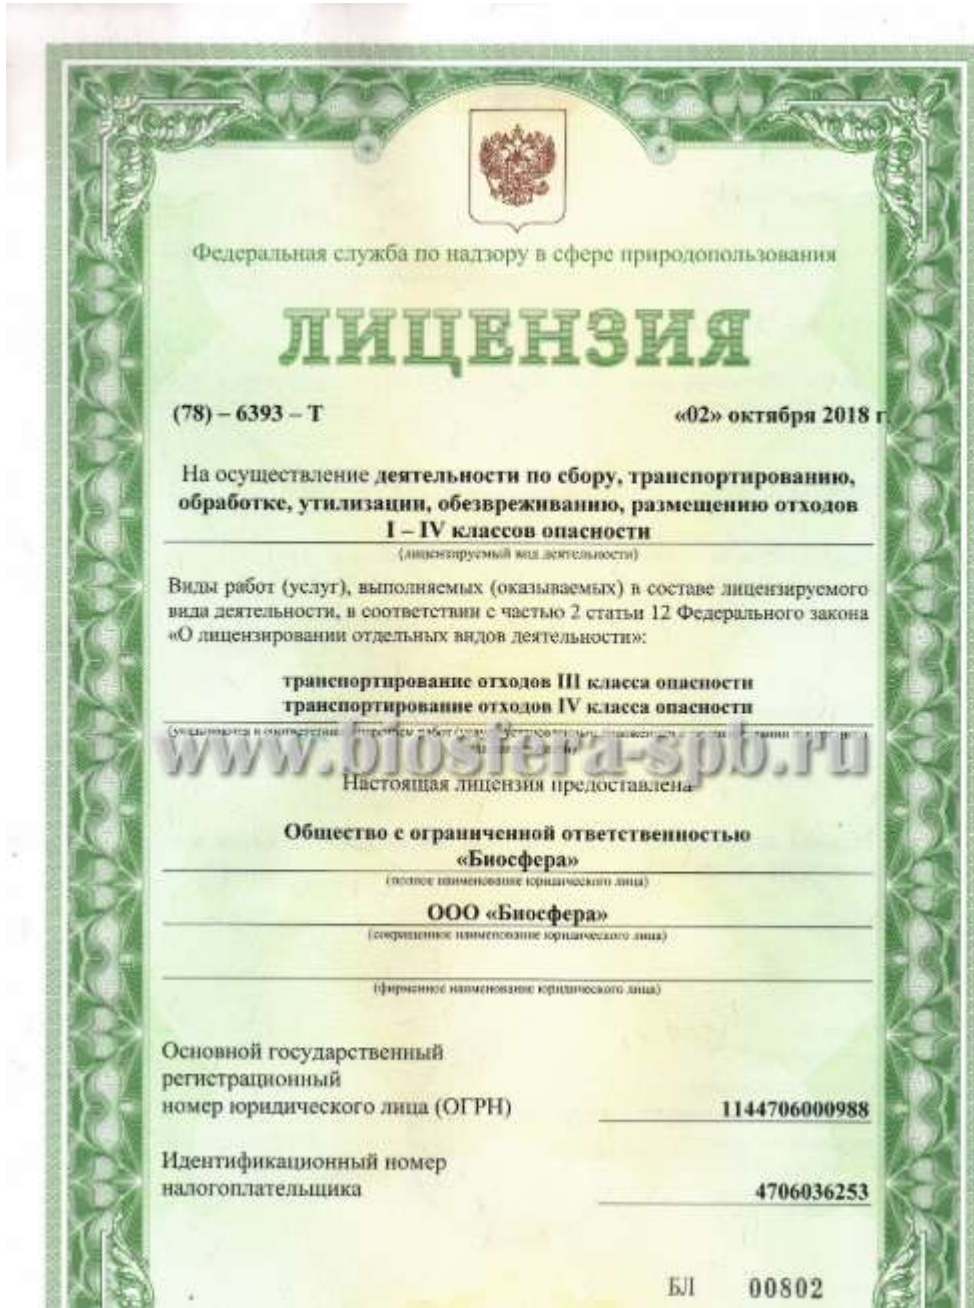 Федеральная служба по надзору в сфере природопользования
ЛИЦЕНЗИЯ
(78) – 6393 – Т «02» октября 2018 г.
На осуществление деятельности по сбору, транспортированию,
обработке, утилизации, обезвреживанию, размещению отходов
I – IV классов опасности
(лицензируемый вид деятельности)
Виды работ (услуг), выполняемых (оказываемых) в составе лицензируемого
вида деятельности, в соответствии с частью 2 статьи 12 Федерального закона
«О лицензировании отдельных видов деятельности»:
транспортирование отходов III класса опасности
транспортирование отходов IV класса опасности
(указываются в соответствии с перечнем работ (услуг)
www.biosfera-spb.ru
Настоящая лицензия предоставлена
Общество с ограниченной ответственностью
«Биосфера»
(полное наименование юридического лица)
ООО «Биосфера»
(сокращенное наименование юридического лица)
(фирменное наименование юридического лица)
Основной государственный
регистрационный
номер юридического лица (ОГРН) 1144706000988
Идентификационный номер
налогоплательщика 4706036253
БЛ 00802